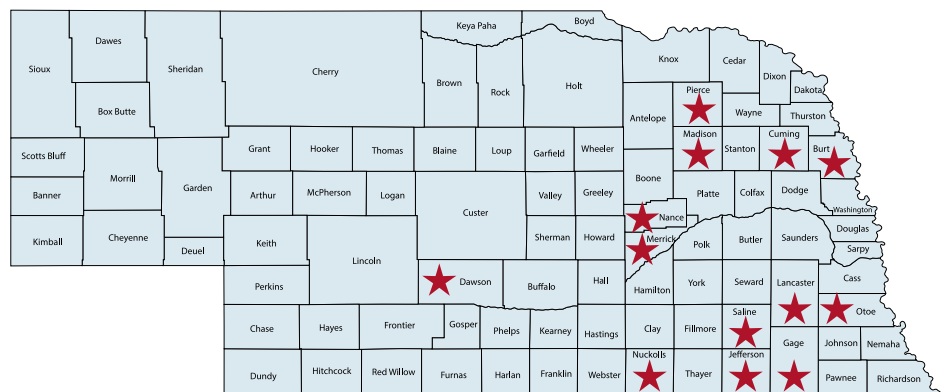 Keya Paha
Boyd
Sioux
Dawes
Sheridan
Cherry
Brown
Rock
Holt
Knox
Cedar
Dixon
Dakota
Box Butte
Antelope
Pierce
Wayne
Thurston
Scotts Bluff
Grant
Hooker
Thomas
Blaine
Loup
Garfield
Wheeler
Madison
Stanton
Cuming
Burt
Banner
Morrill
Garden
Arthur
McPherson
Logan
Custer
Valley
Greeley
Boone
Platte
Colfax
Dodge
Washington
Kimball
Cheyenne
Deuel
Keith
Lincoln
Sherman
Howard
Nance
Merrick
Polk
Butler
Saunders
Douglas
Sarpy
Perkins
Dawson
Buffalo
Hall
Hamilton
York
Seward
Lancaster
Cass
Otoe
Chase
Hayes
Frontier
Gosper
Phelps
Kearney
Hastings
Clay
Fillmore
Saline
Gage
Johnson
Nemaha
Dundy
Hitchcock
Red Willow
Furnas
Harlan
Franklin
Webster
Nuckolls
Thayer
Jefferson
Pawnee
Richardson